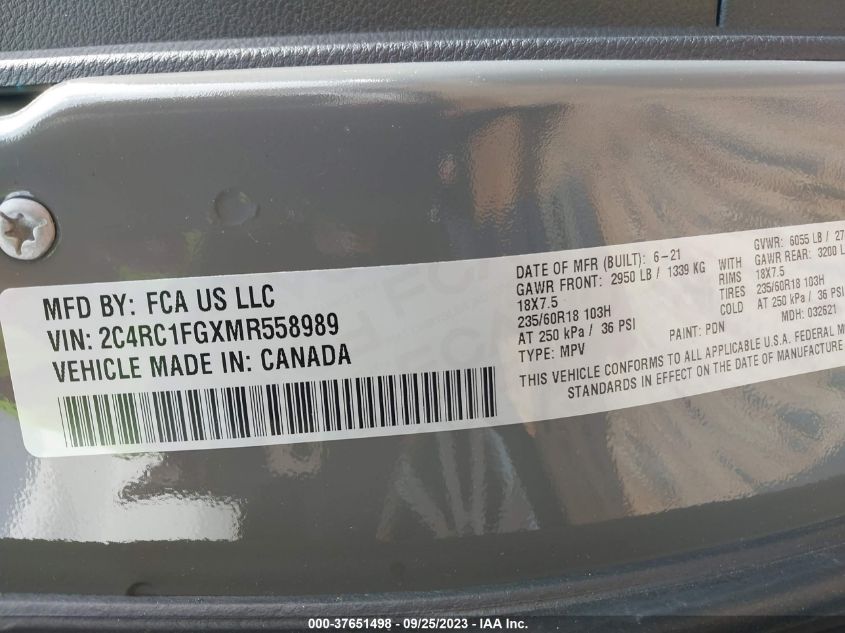 MFD BY: FCA US LLC
VIN: 2C4RC1FGXMR558989
VEHICLE MADE IN: CANADA
DATE OF MFR (BUILT): 6-21
GAWR FRONT: 2950 LB / 1339 KG
18X7.5
235/60R18 103H
AT 250 kPa / 36 PSI
TYPE: MPV
WITH
RIMS
TIRES
COLD
GVWR: 6055 LB / 27
GAWR REAR: 3200 L
18X7.5
235/60R18 103H
AT 250 kPa / 36 PSI
PAINT: PDN
MDH: 032621
THIS VEHICLE CONFORMS TO ALL APPLICABLE U.S.A. FEDERAL M
STANDARDS IN EFFECT ON THE DATE OF MANUFACTURE
000-37651498 - 09/25/2023 - IAA Inc.